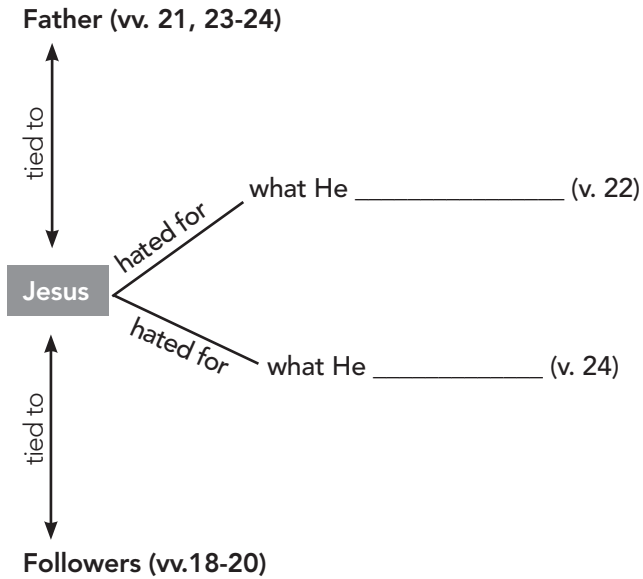 Father (vv. 21, 23-24)
tied to
what He ________________ (v. 22)
hated for
Jesus
hated for
what He _____________ (v. 24)
tied to
Followers (vv.18-20)